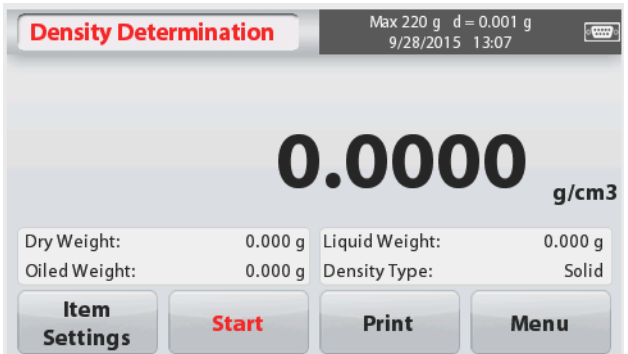 Density Determination
Max 220 g d = 0.001 g
9/28/2015 13:07
0.0000
g/cm3
Dry Weight: 0.000 g
Liquid Weight: 0.000 g
Oiled Weight: 0.000 g
Density Type: Solid
Item
Settings
Start
Print
Menu